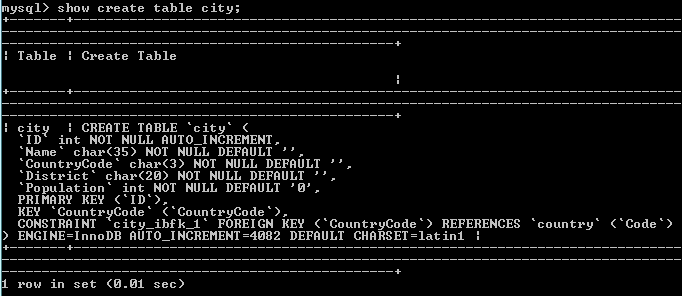 mysql> show create table city;
+-------+--------------------------------------------------------------------------
-----------------------------------------------------------------------------------
------------------------------------------------+
¦ Table ¦ Create Table
¦
+-------+--------------------------------------------------------------------------
-----------------------------------------------------------------------------------
------------------------------------------------+
¦ city  ¦ CREATE TABLE `city` (
  `ID` int NOT NULL AUTO_INCREMENT,
  `Name` char(35) NOT NULL DEFAULT '',
  `CountryCode` char(3) NOT NULL DEFAULT '',
  `District` char(20) NOT NULL DEFAULT '',
  `Population` int NOT NULL DEFAULT '0',
  PRIMARY KEY (`ID`),
  KEY `CountryCode` (`CountryCode`),
  CONSTRAINT `city_ibfk_1` FOREIGN KEY (`CountryCode`) REFERENCES `country` (`Code`)
) ENGINE=InnoDB AUTO_INCREMENT=4082 DEFAULT CHARSET=latin1 ¦
+-------+--------------------------------------------------------------------------
-----------------------------------------------------------------------------------
------------------------------------------------+
1 row in set (0.01 sec)